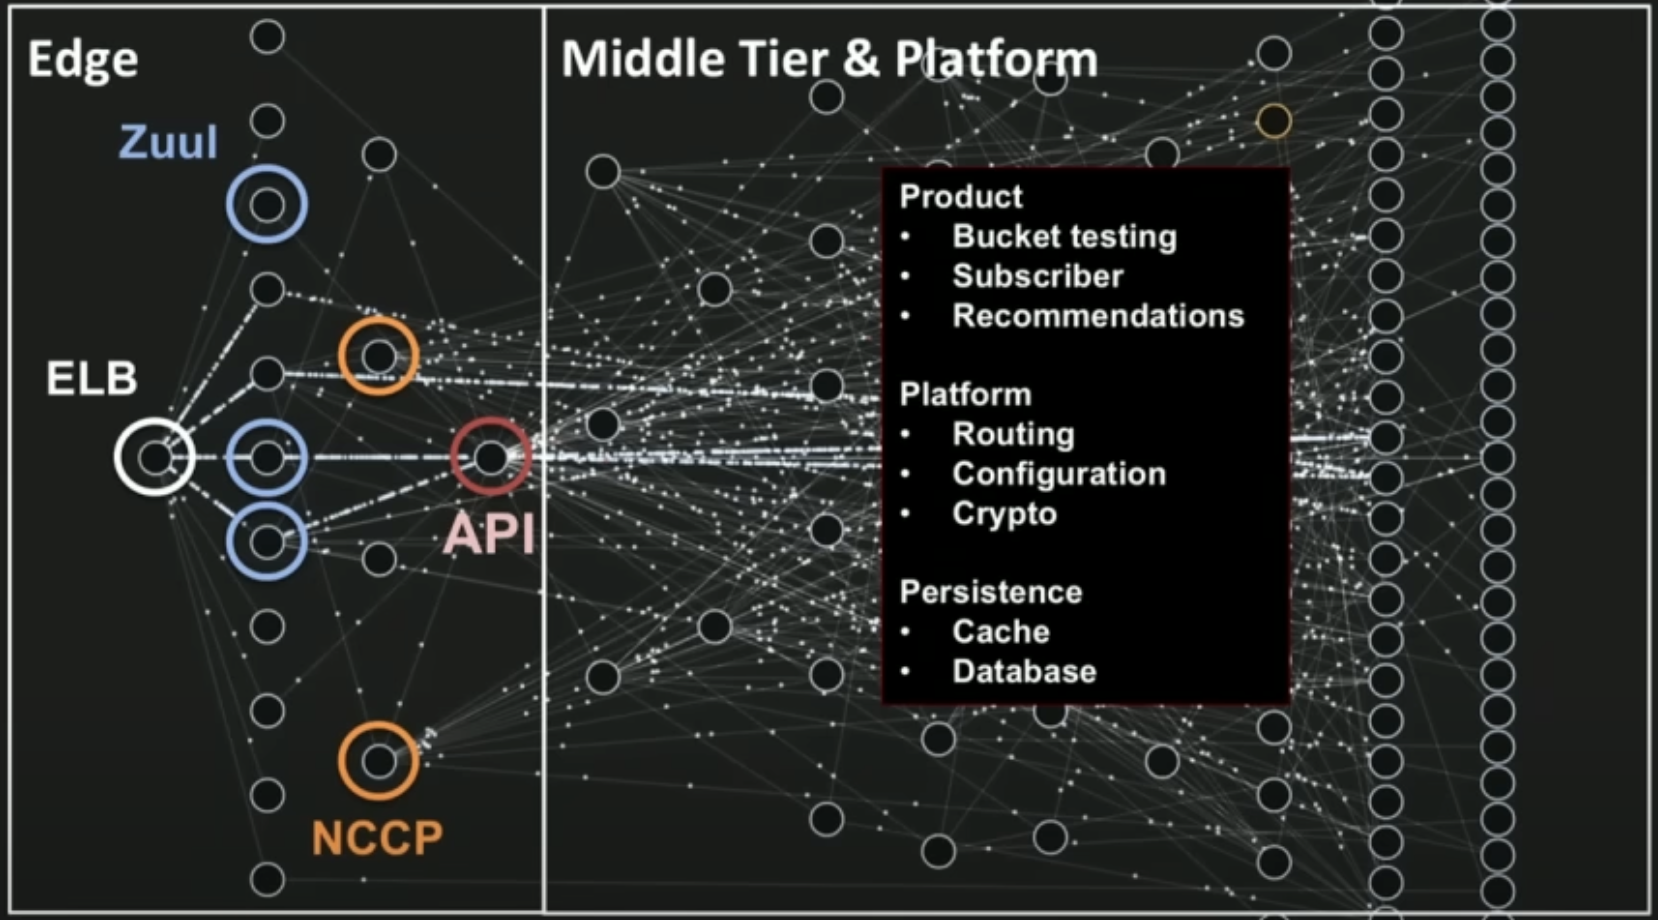 Edge
Middle Tier & Platform
Zuul
ELB
API
NCCP
Product
• Bucket testing
• Subscriber
• Recommendations
Platform
• Routing
• Configuration
• Crypto
Persistence
• Cache
• Database